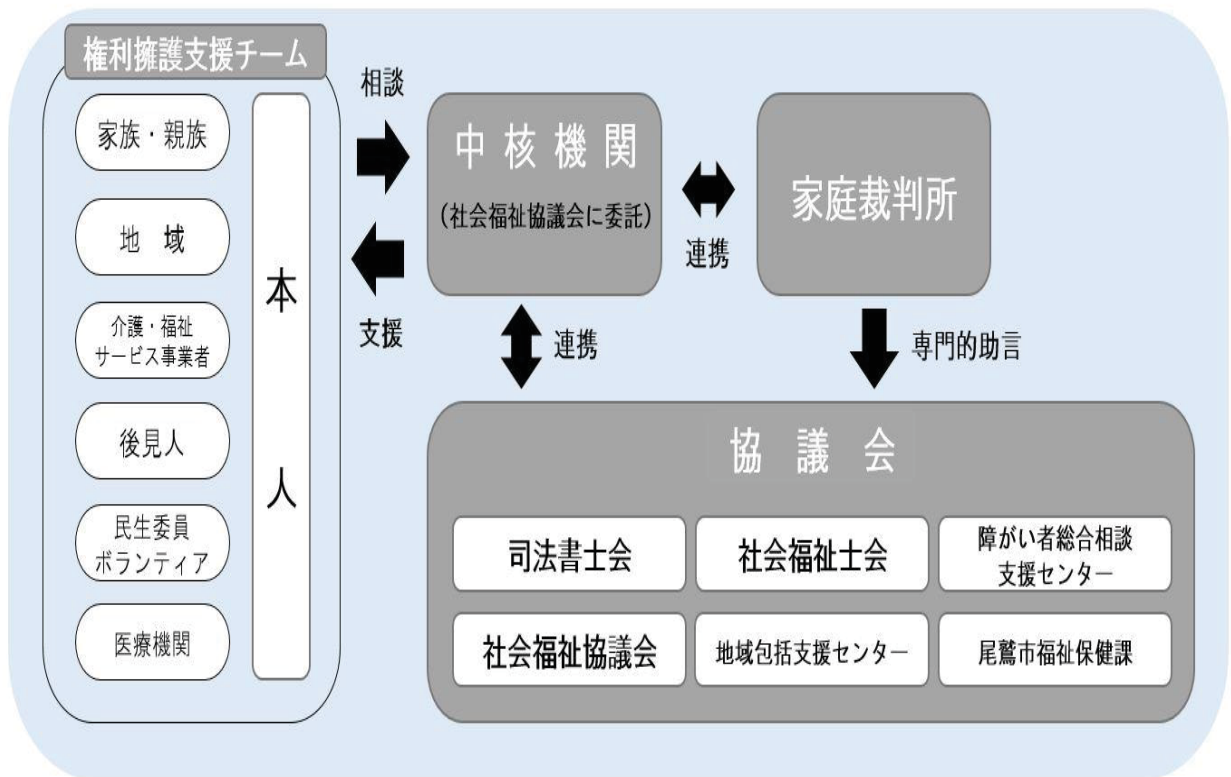 権利擁護支援チーム
家族・親族
地 域
介護・福祉
サービス事業者
後見人
民生委員
ボランティア
医療機関
本人
相談
支援
中核機関
(社会福祉協議会に委託)
連携
家庭裁判所
連携
専門的助言
協議会
司法書士会
社会福祉士会
障がい者総合相談
支援センター
社会福祉協議会
地域包括支援センター
尾鷲市福祉保健課